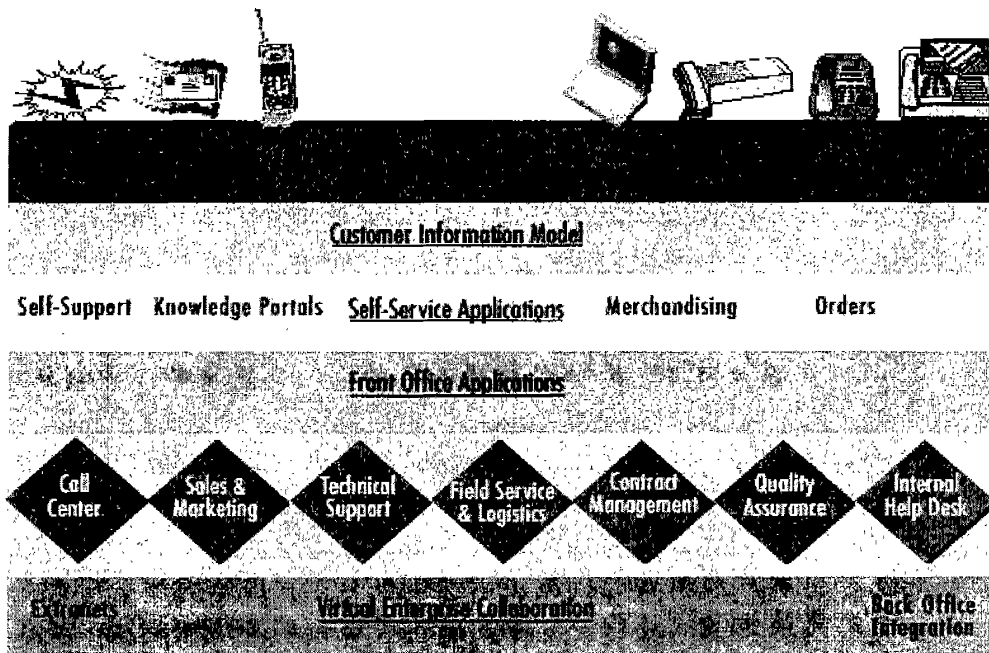 Customer Information Model
Self-Support Knowledge Portals Self-Service Applications Merchandising Orders
Front Office Applications
Call Center
Sales & Marketing
Technical Support
Field Service & Logistics
Contract Management
Quality Assurance
Internal Help Desk
Extranets Virtual Enterprise Collaboration Back Office Integration